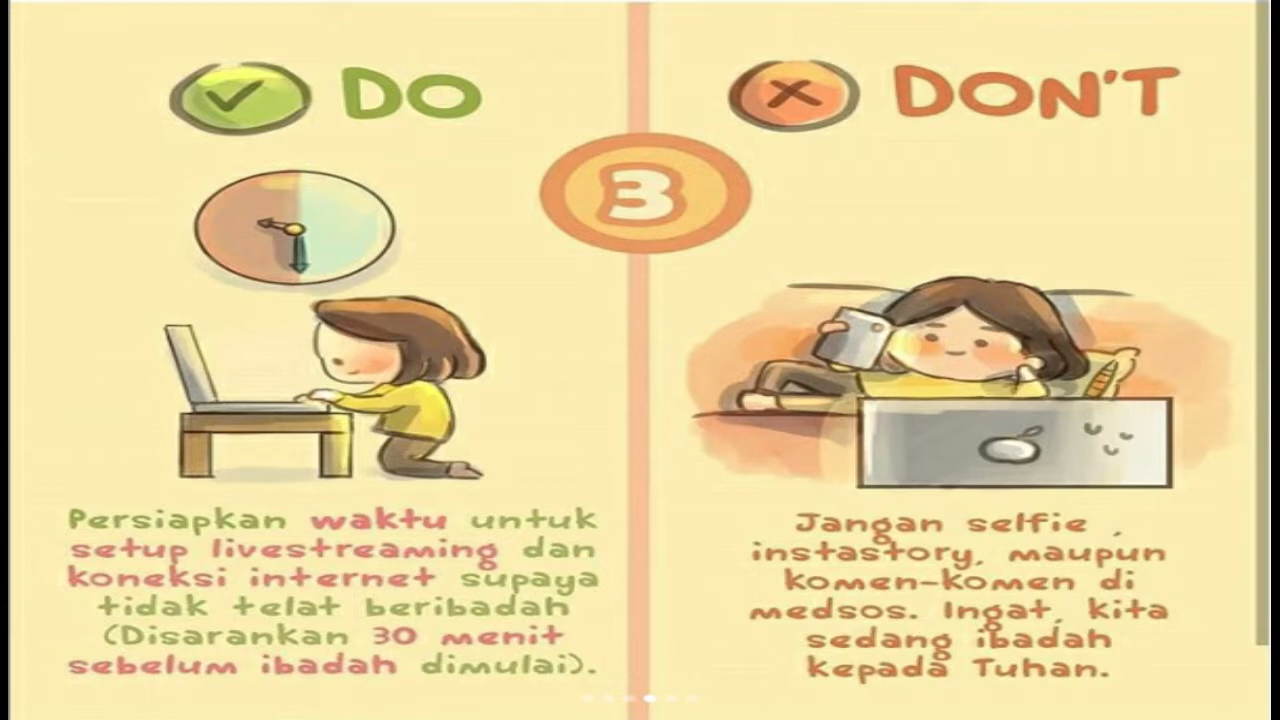 DO
DON'T
3
Persiapkan waktu untuk
setup livestreaming dan
koneksi internet supaya
tidak telat beribadah
(Disarankan 30 menit
sebelum ibadah dimulai).
Jangan selfie ,
instastory, maupun
komen-komen di
medsos. Ingat, kita
sedang ibadah
kepada Tuhan.